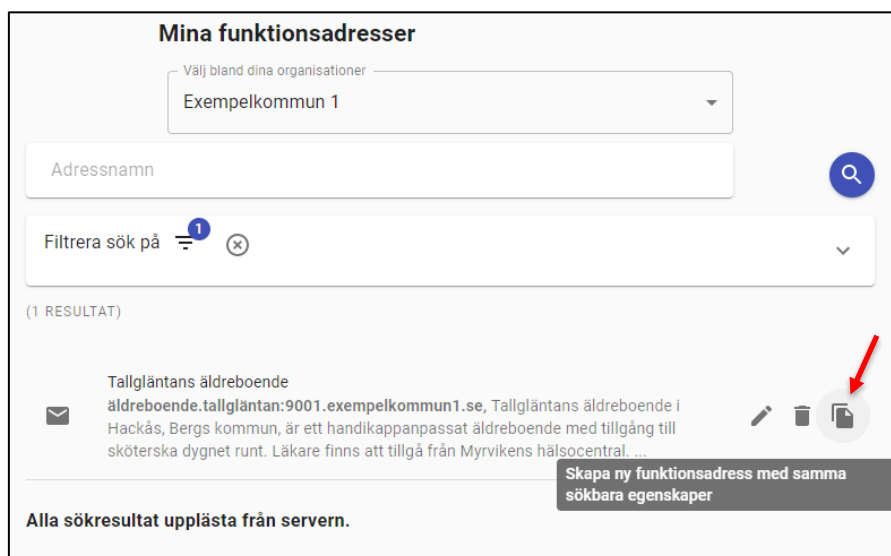 Mina funktionsadresser
Välj bland dina organisationer
Exempelkommun 1
Adressnamn
Filtrera sök på
1
(1 RESULTAT)
Tallgläntans äldreboende
äldreboende.tallgläntan:9001.exempelkommun1.se, Tallgläntans äldreboende i
Hackås, Bergs kommun, är ett handikappanpassat äldreboende med tillgång till
sköterska dygnet runt. Läkare finns att tillgå från Myrvikens hälsocentral. ...
Skapa ny funktionsadress med samma
sökbara egenskaper
Alla sökresultat upplästa från servern.